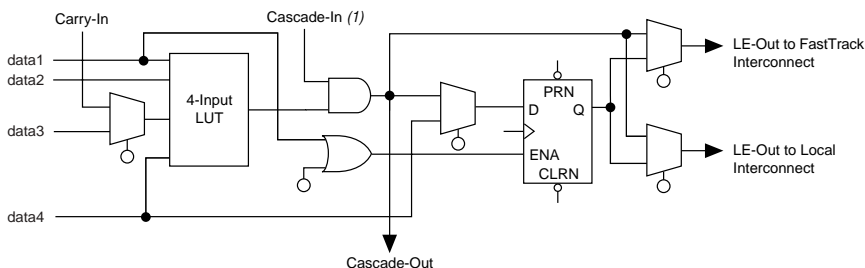 Carry-In
Cascade-In (1)
LE-Out to FastTrack
Interconnect
data1
data2
4-Input
LUT
PRN
D
Q
data3
ENA
CLRN
LE-Out to Local
Interconnect
data4
Cascade-Out